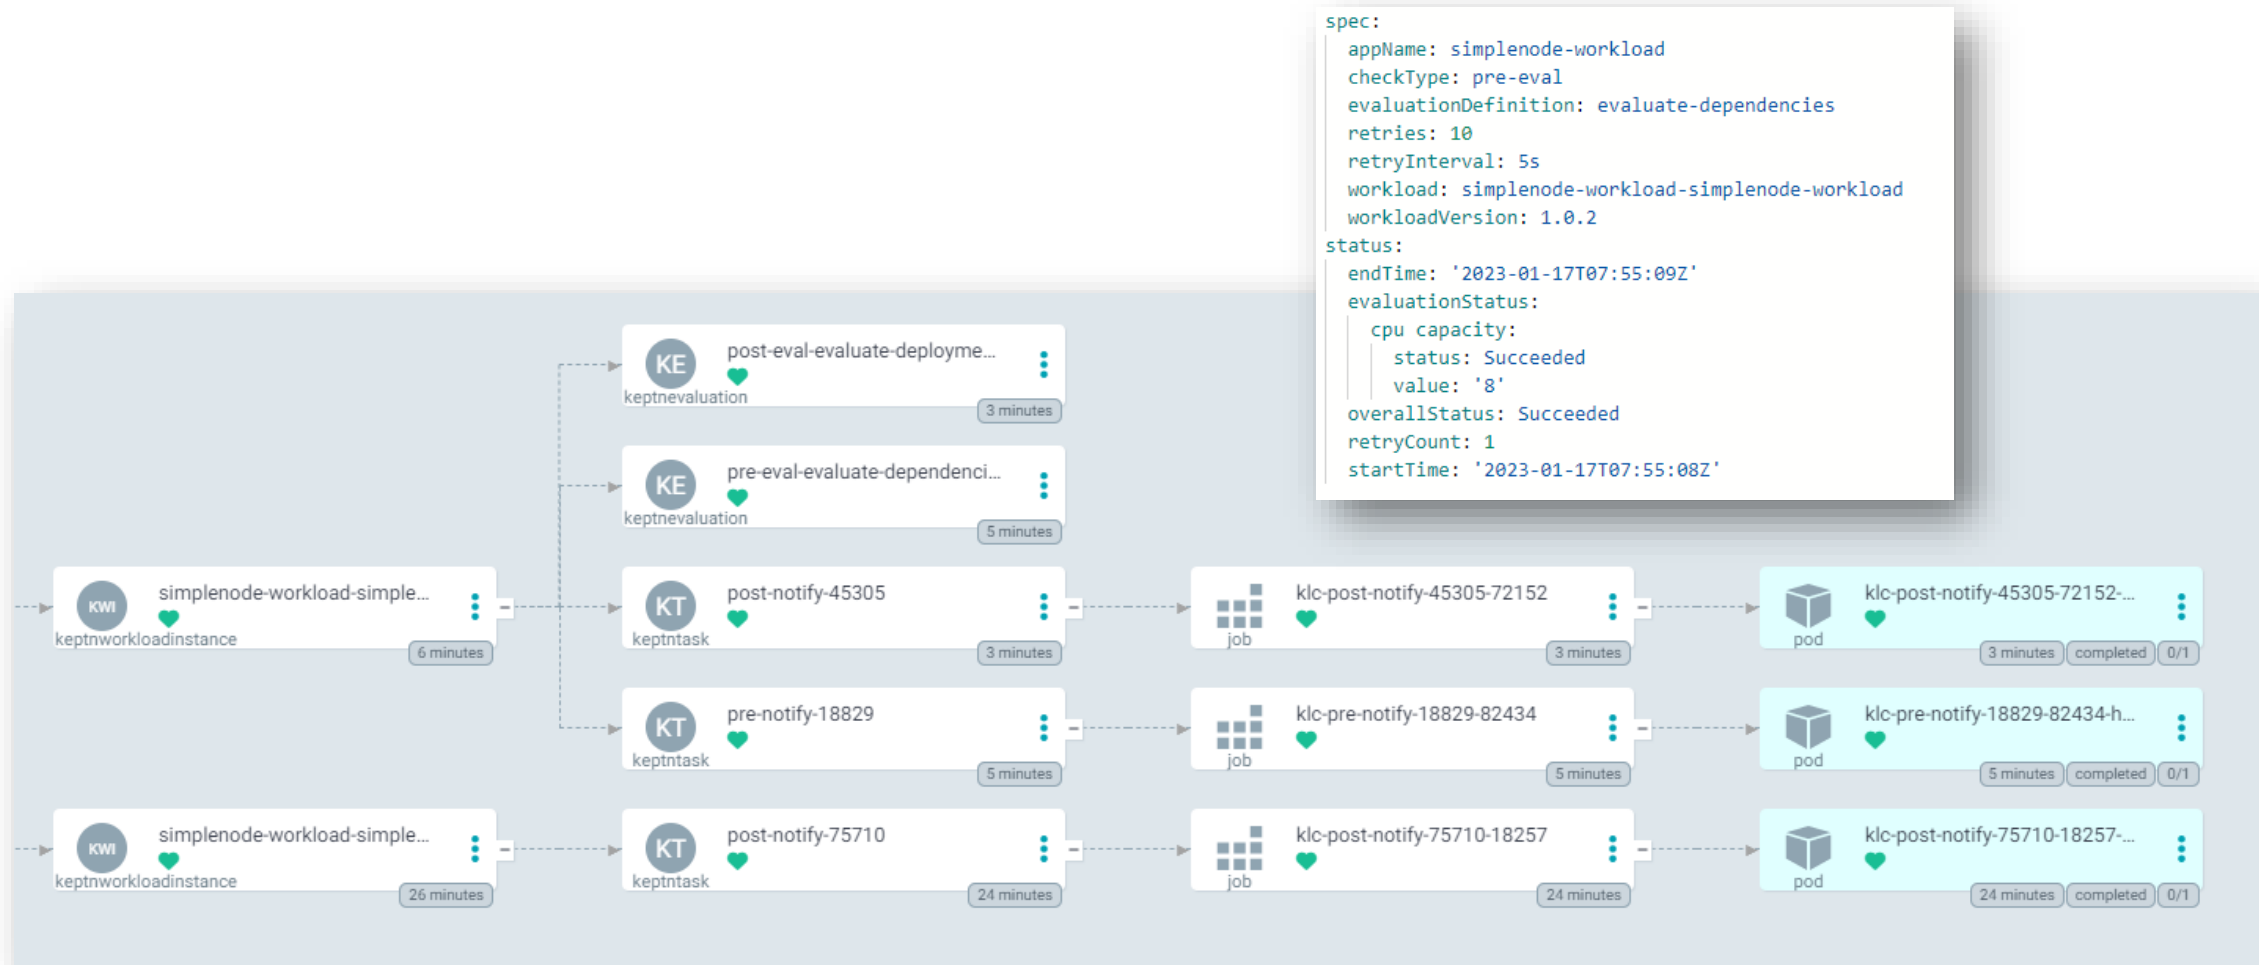 spec:
appName: simplenode-workload
checkType: pre-eval
evaluationDefinition: evaluate-dependencies
retries: 10
retryInterval: 5s
workload: simplenode-workload-simplenode-workload
workloadVersion: 1.0.2
status:
endTime: '2023-01-17T07:55:09Z'
evaluationStatus:
cpu capacity:
status: Succeeded
value: '8'
overallStatus: Succeeded
retryCount: 1
startTime: '2023-01-17T07:55:08Z'
KE post-eval-evaluate-deployme...
keptnevaluation
3 minutes
KE pre-eval-evaluate-dependenci...
keptnevaluation
5 minutes
KWI simplenode-workload-simple...
keptnworkloadinstance
6 minutes
KT post-notify-45305
keptntask
3 minutes
klc-post-notify-45305-72152
job
3 minutes
klc-post-notify-45305-72152-...
pod
3 minutes completed 0/1
KT pre-notify-18829
keptntask
5 minutes
klc-pre-notify-18829-82434
job
5 minutes
klc-pre-notify-18829-82434-h...
pod
5 minutes completed 0/1
KWI simplenode-workload-simple...
keptnworkloadinstance
26 minutes
KT post-notify-75710
keptntask
24 minutes
klc-post-notify-75710-18257
job
24 minutes
klc-post-notify-75710-18257-...
pod
24 minutes completed 0/1